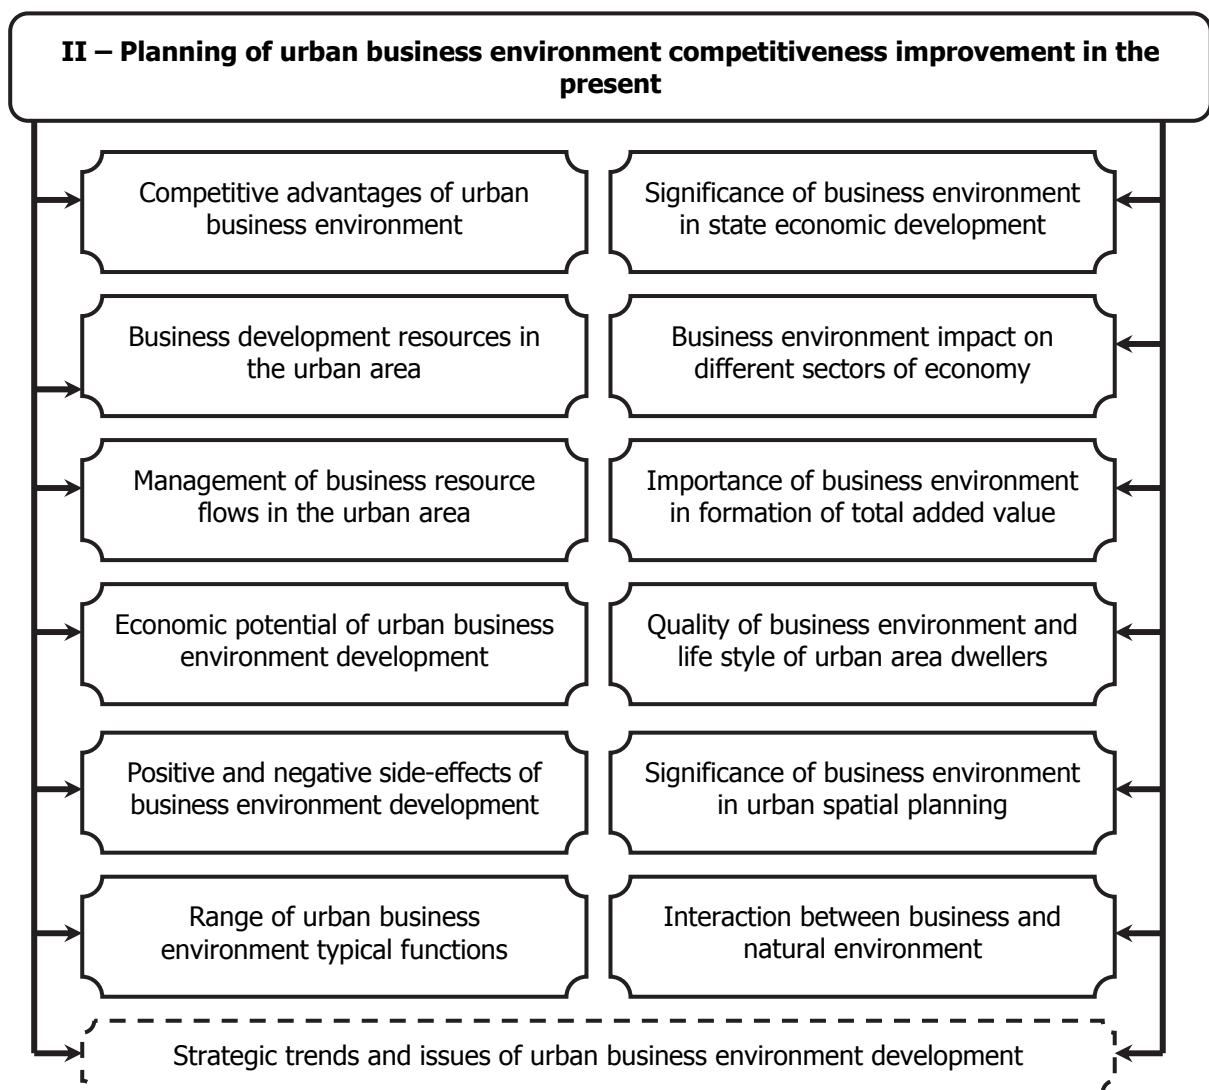 II – Planning of urban business environment competitiveness improvement in the
present
Competitive advantages of urban
business environment
Significance of business environment
in state economic development
Business development resources in
the urban area
Business environment impact on
different sectors of economy
Management of business resource
flows in the urban area
Importance of business environment
in formation of total added value
Economic potential of urban business
environment development
Quality of business environment and
life style of urban area dwellers
Positive and negative side-effects of
business environment development
Significance of business environment
in urban spatial planning
Range of urban business
environment typical functions
Interaction between business and
natural environment
Strategic trends and issues of urban business environment development